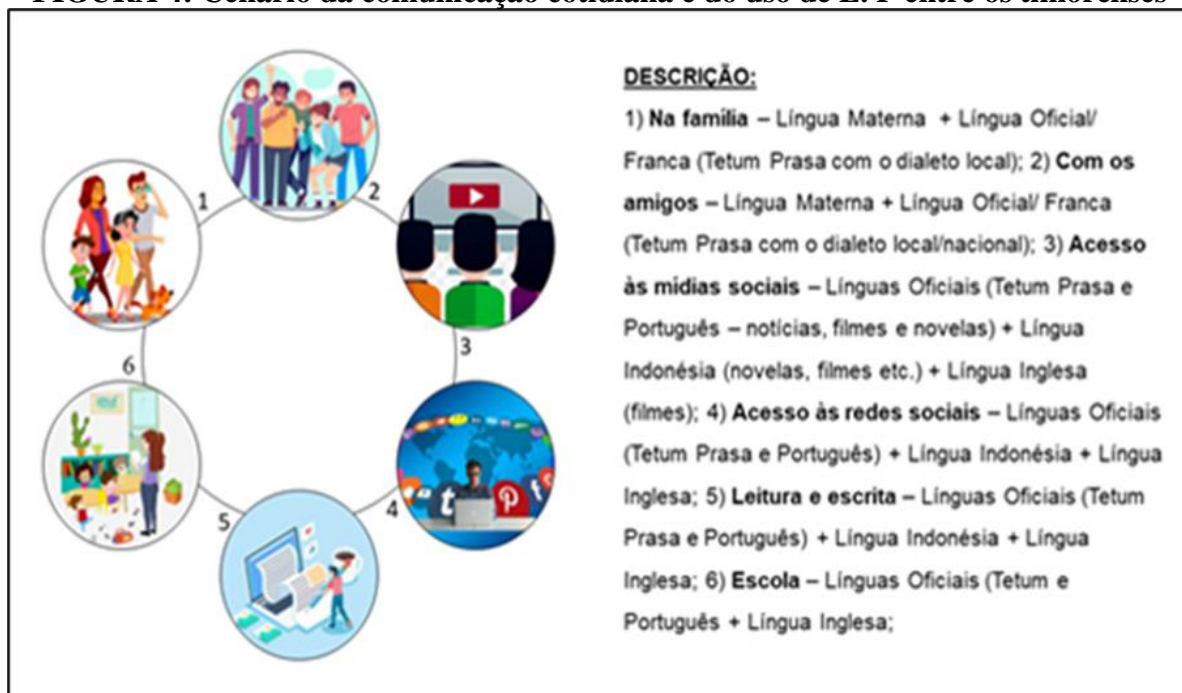 FIGURA 4: Cenário da comunicação cotidiana e do uso de L. P entre os timorenses
1
2
3
4
5
6
DESCRIÇÃO:
1) Na família – Língua Materna + Língua Oficial/
Franca (Tetum Prasa com o dialeto local); 2) Com os
amigos – Língua Materna + Língua Oficial/ Franca
(Tetum Prasa com o dialeto local/nacional); 3) Acesso
às mídias sociais – Línguas Oficiais (Tetum Prasa e
Português – notícias, filmes e novelas) + Língua
Indonésia (novelas, filmes etc.) + Língua Inglesa
(filmes); 4) Acesso às redes sociais – Línguas Oficiais
(Tetum Prasa e Português) + Língua Indonésia + Língua
Inglesa; 5) Leitura e escrita – Línguas Oficiais (Tetum
Prasa e Português) + Língua Indonésia + Língua
Inglesa; 6) Escola – Línguas Oficiais (Tetum e
Português + Língua Inglesa;